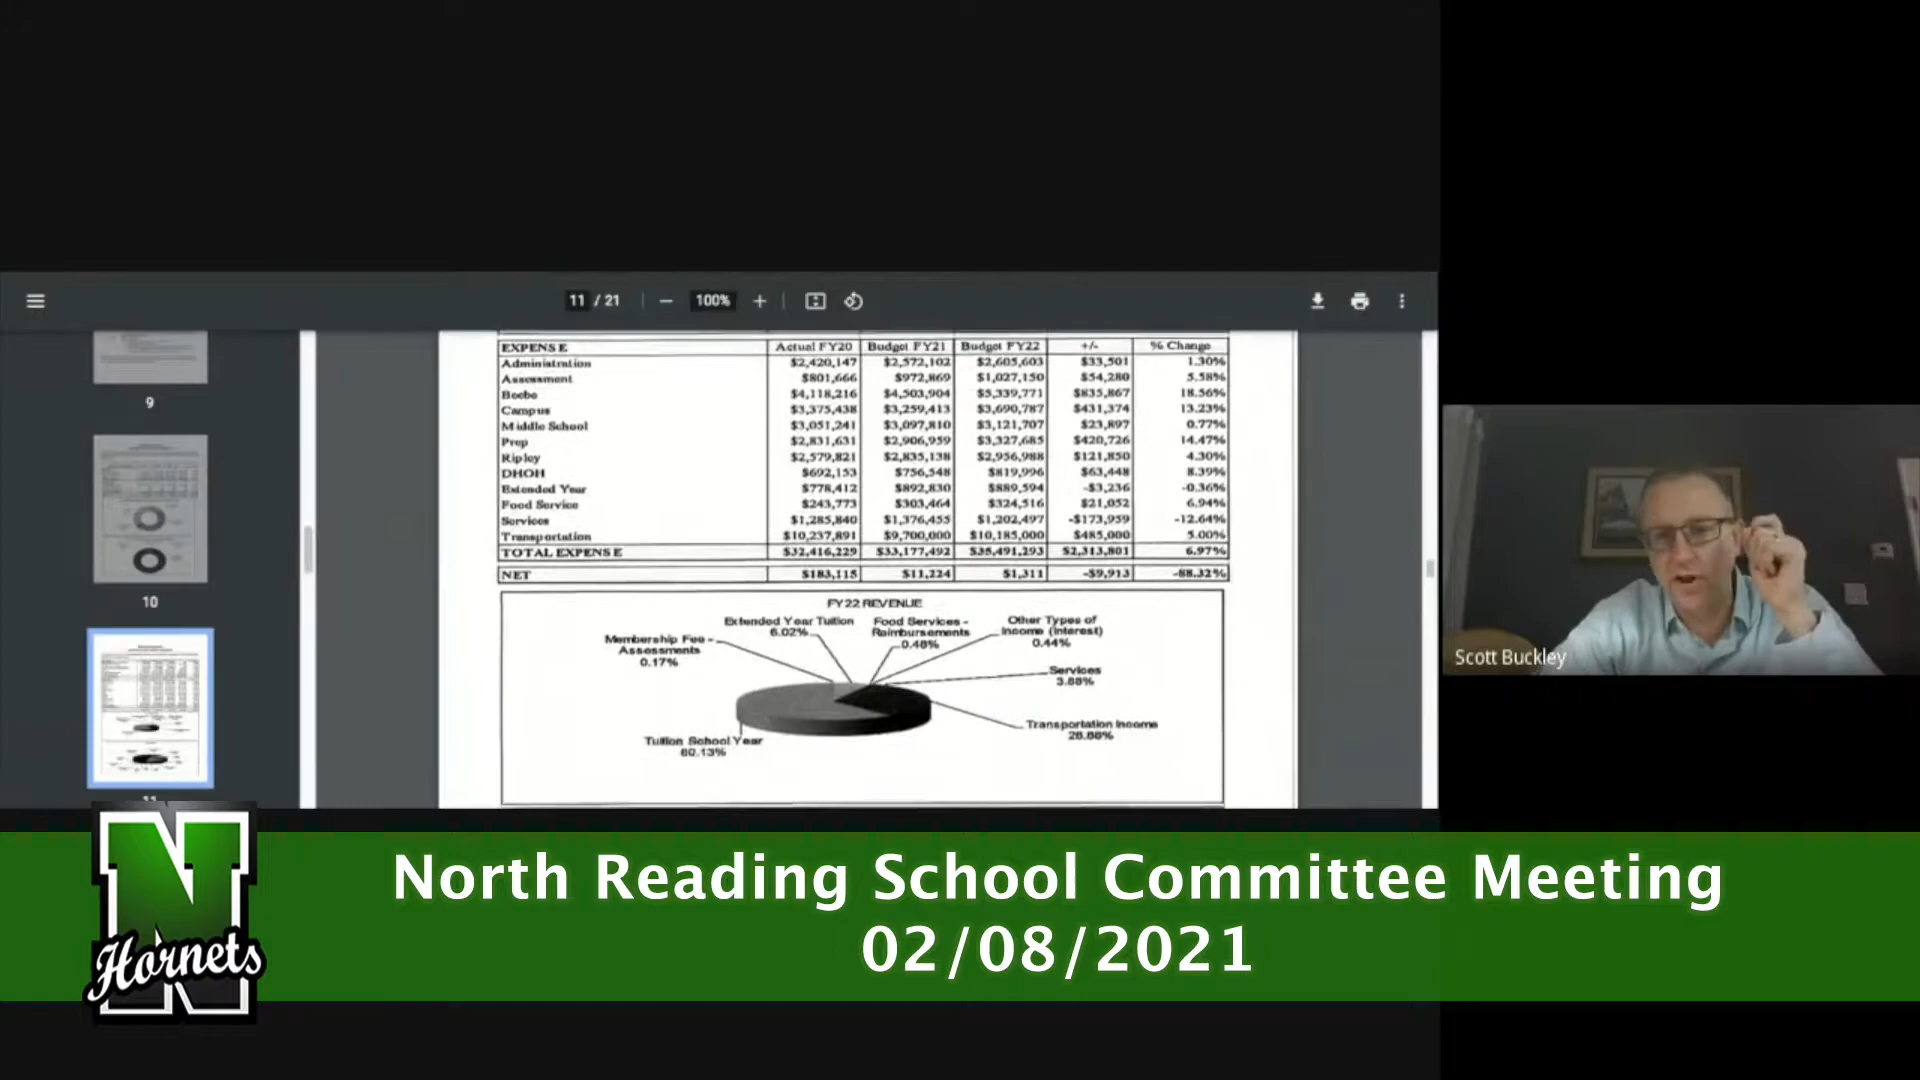 11 / 21
100%
9
10
EXPENSE Actual FY20 Budget FY21 Budget FY22 +/- % Change
Administration $2,420,147 $2,572,102 $2,605,603 $33,501 1.30%
Assessment $801,666 $972,869 $1,027,150 $54,280 5.58%
Beebe $4,118,216 $4,503,904 $5,339,771 $835,867 18.56%
Campus $3,375,438 $3,259,413 $3,690,787 $431,374 13.23%
Middle School $3,051,241 $3,097,810 $3,121,707 $23,897 0.77%
Prep $2,831,631 $2,906,959 $3,327,685 $420,726 14.47%
Ripley $2,579,821 $2,835,138 $2,956,988 $121,850 4.30%
DHOH $692,153 $756,548 $819,996 $63,448 8.39%
Extended Year $778,412 $892,830 $889,594 -$3,236 -0.36%
Food Service $243,773 $303,464 $324,516 $21,052 6.94%
Services $1,285,840 $1,376,455 $1,202,497 -$173,959 -12.64%
Transportation $10,237,891 $9,700,000 $10,185,000 $485,000 5.00%
TOTAL EXPENSE $32,416,229 $33,177,492 $35,491,293 $2,313,801 6.97%
NET $183,115 $11,224 $1,311 -$9,913 -88.32%
FY22 REVENUE
Extended Year Tuition
6.02%
Food Services -
Reimbursements
0.48%
Other Types of
Income (Interest)
0.44%
Membership Fee -
Assessments
0.17%
Services
3.88%
Transportation Income
28.88%
Tuition School Year
60.13%
Scott Buckley
North Reading School Committee Meeting
02/08/2021
N
Hornets